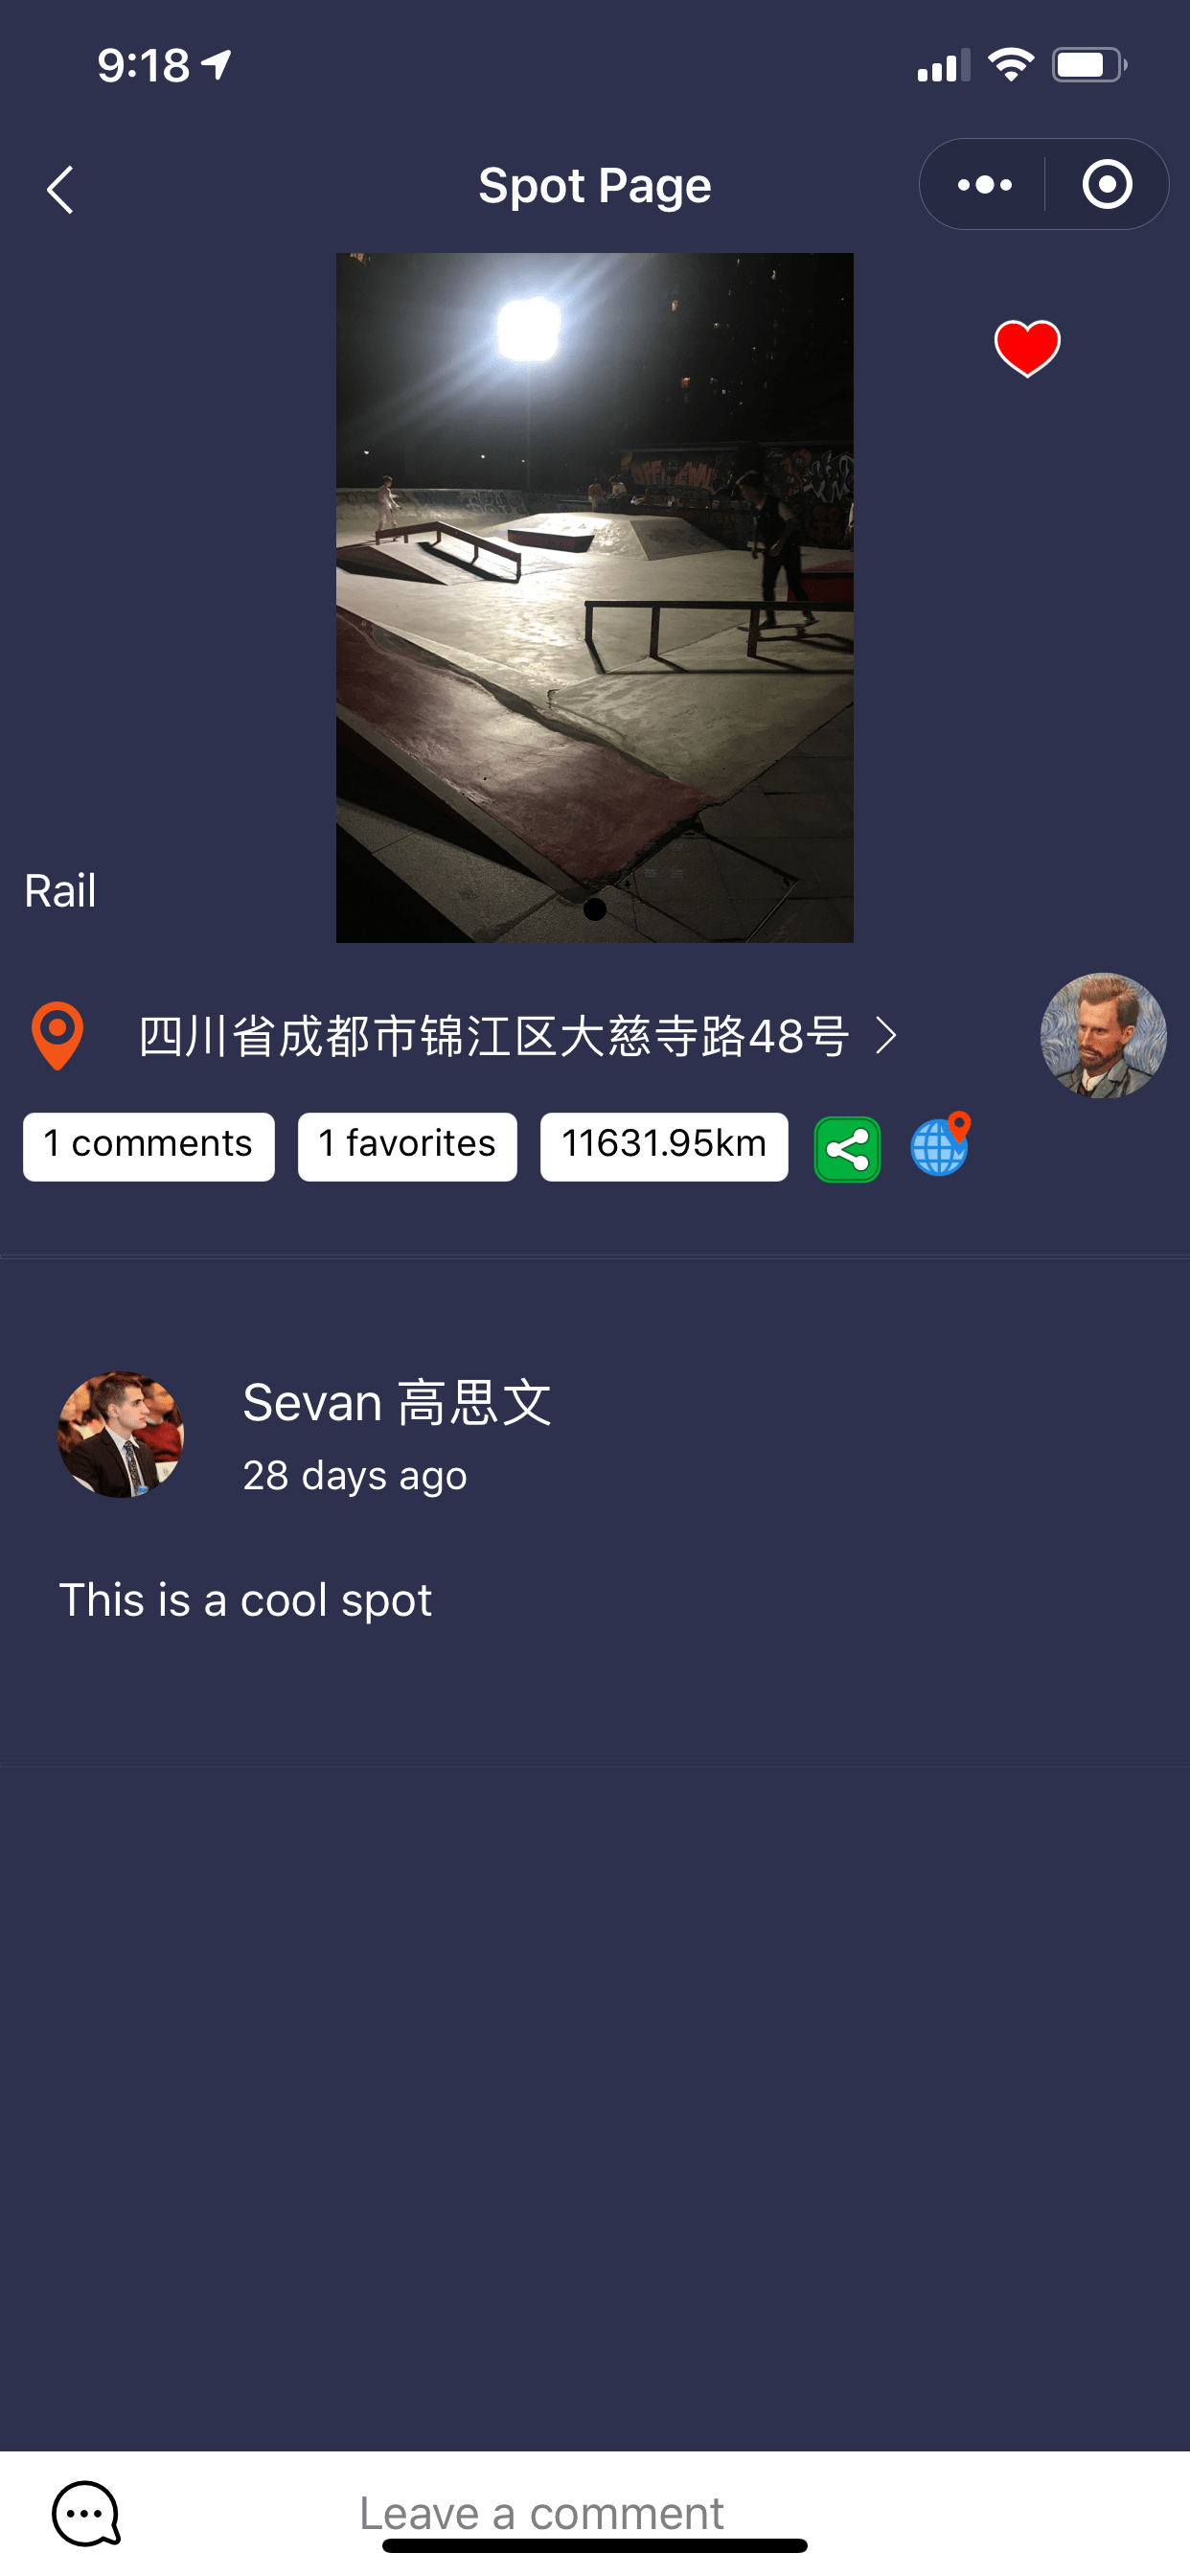 9:18
Spot Page
Rail
四川省成都市锦江区大慈寺路48号
1 comments
1 favorites
11631.95km
Sevan 高思文
28 days ago
This is a cool spot
Leave a comment